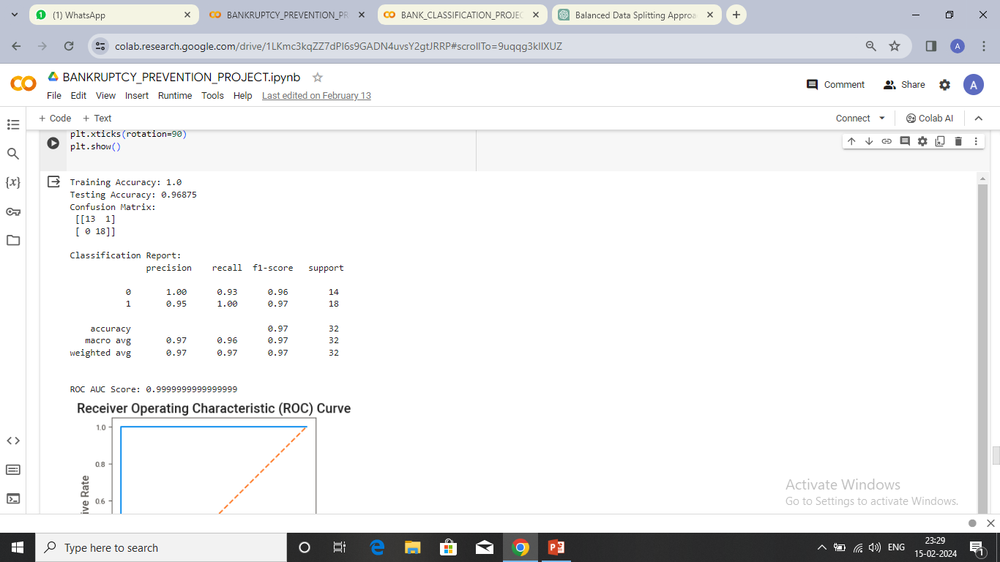 (1) WhatsApp
BANKRUPTCY_PREVENTION_PR
BANK_CLASSIFICATION_PROJEC
Balanced Data Splitting Approa
colab.research.google.com/drive/1LKmc3kqZZ7dPl6s9GADN4uvsY2gtJRRP#scrollTo=9uqqg3kIlXUZ
A
CO
BANKRUPTCY_PREVENTION_PROJECT.ipynb
File Edit View Insert Runtime Tools Help Last edited on February 13
Comment
Share
A
+ Code + Text
Connect
Colab AI
plt.xticks(rotation=90)
plt.show()
{x}
Training Accuracy: 1.0
Testing Accuracy: 0.96875
Confusion Matrix:
[[13 1]
[ 0 18]]
Classification Report:
precision recall f1-score support
0 1.00 0.93 0.96 14
1 0.95 1.00 0.97 18
accuracy 0.97 32
macro avg 0.97 0.96 0.97 32
weighted avg 0.97 0.97 0.97 32
ROC AUC Score: 0.9999999999999999
Receiver Operating Characteristic (ROC) Curve
1.0
0.8
0.6
ive Rate
Activate Windows
Go to Settings to activate Windows.
Type here to search
ENG
23:29
15-02-2024
1